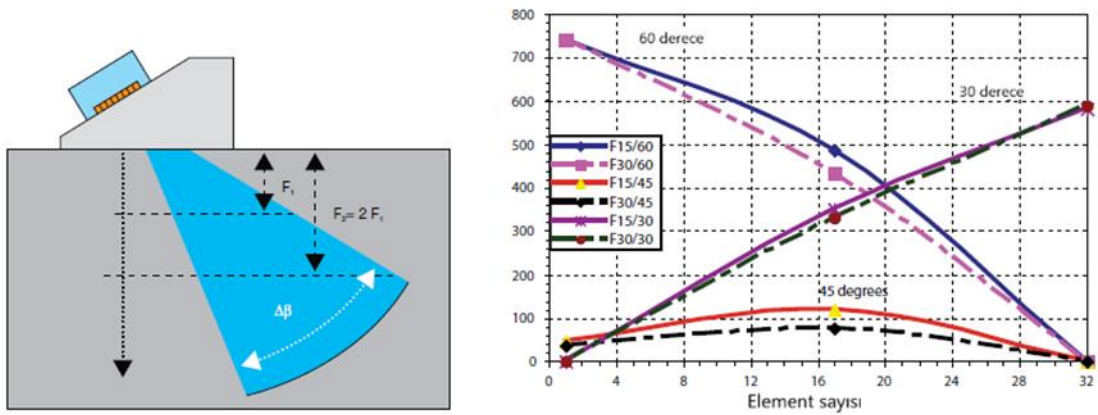 F₁
F₂= 2 F₁
Δβ
800
700
600
500
400
300
200
100
0
60 derece
30 derece
45 degrees
F15/60
F30/60
F15/45
F30/45
F15/30
F30/30
0 4 8 12 16 20 24 28 32
Element sayısı